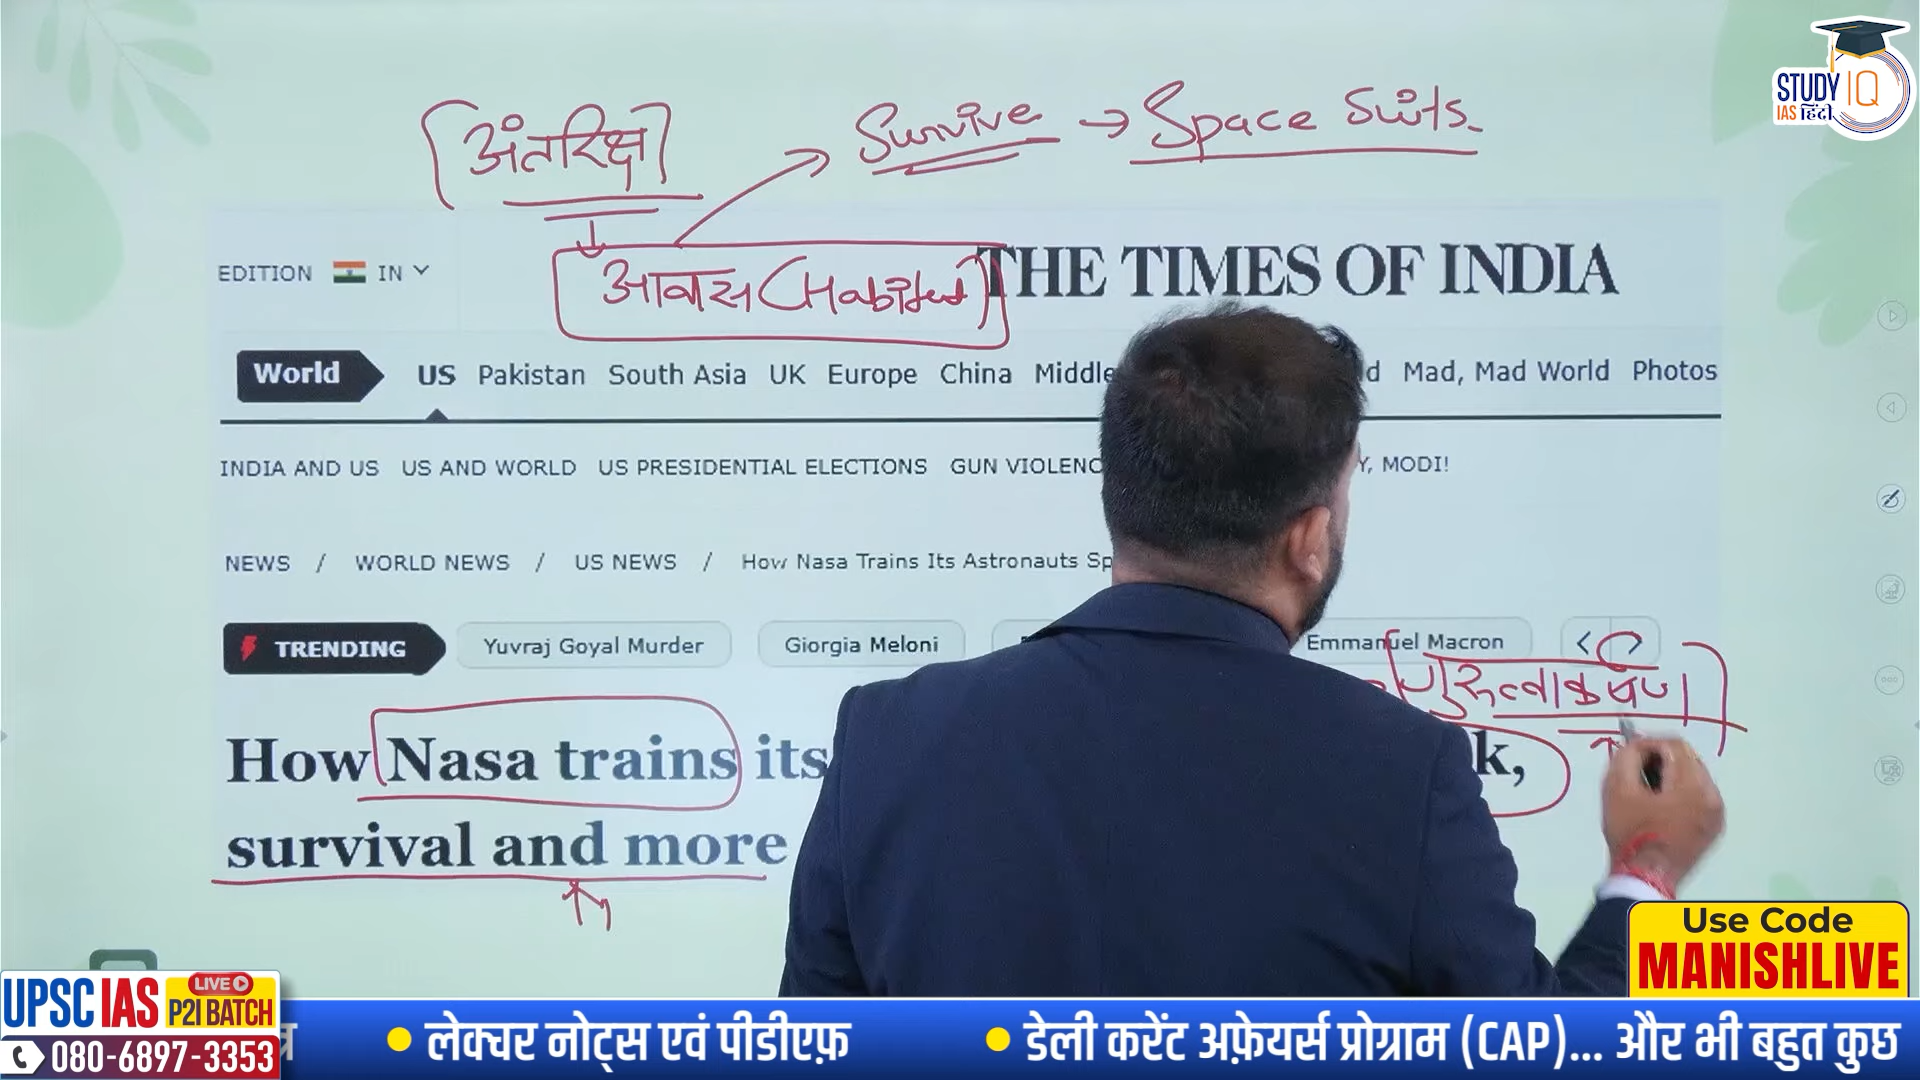 STUDY IQ
IAS हिंदी
[अंतरिक्ष]
Survive → Space Suits
आवास (Habitat)
EDITION IN
THE TIMES OF INDIA
World US Pakistan South Asia UK Europe China Middle d Mad, Mad World Photos
INDIA AND US US AND WORLD US PRESIDENTIAL ELECTIONS GUN VIOLENC Y, MODI!
NEWS / WORLD NEWS / US NEWS / How Nasa Trains Its Astronauts Sp
TRENDING Yuvraj Goyal Murder Giorgia Meloni Emmanuel Macron
गुरुत्वाकर्षण
How Nasa trains its k,
survival and more
Use Code
MANISHLIVE
UPSC IAS LIVE
P2I BATCH
080-6897-3353
त्र • लेक्चर नोट्स एवं पीडीएफ़ • डेली करेंट अफ़ेयर्स प्रोग्राम (CAP)... और भी बहुत कुछ